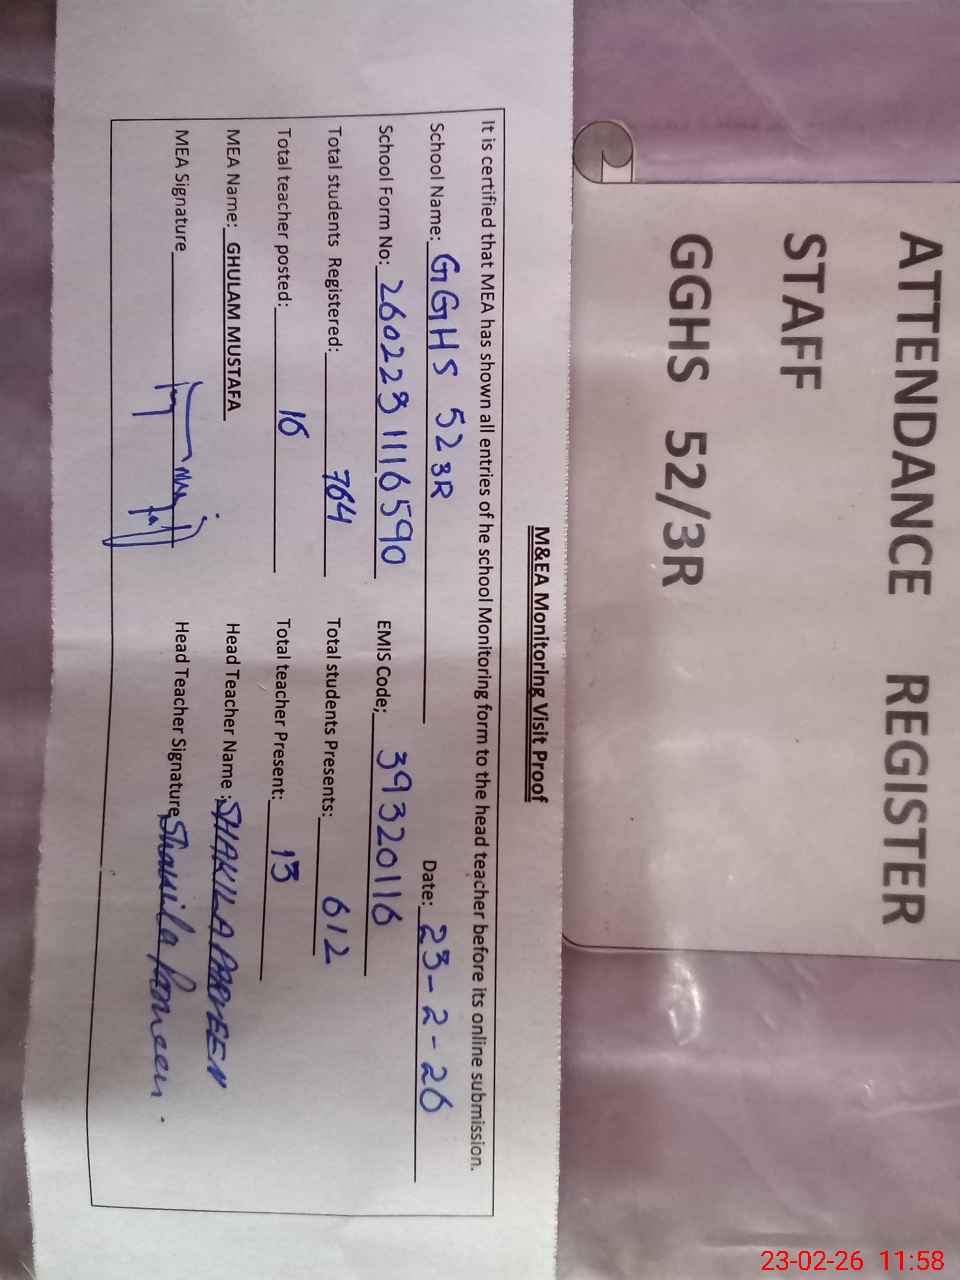 ATTENDANCE REGISTER
STAFF
GGHS 52/3R
M&EA Monitoring Visit Proof
It is certified that MEA has shown all entries of he school Monitoring form to the head teacher before its online submission.
School Name: GGHS 52 3R Date: 23-2-26
School Form No: 260223 1116590 EMIS Code; 39320116
Total students Registered: 764 Total students Presents: 612
Total teacher posted: 16 Total teacher Present: 13
MEA Name: GHULAM MUSTAFA Head Teacher Name : SHAKILA PARVEEN
MEA Signature Head Teacher Signature
23-02-26 11:58